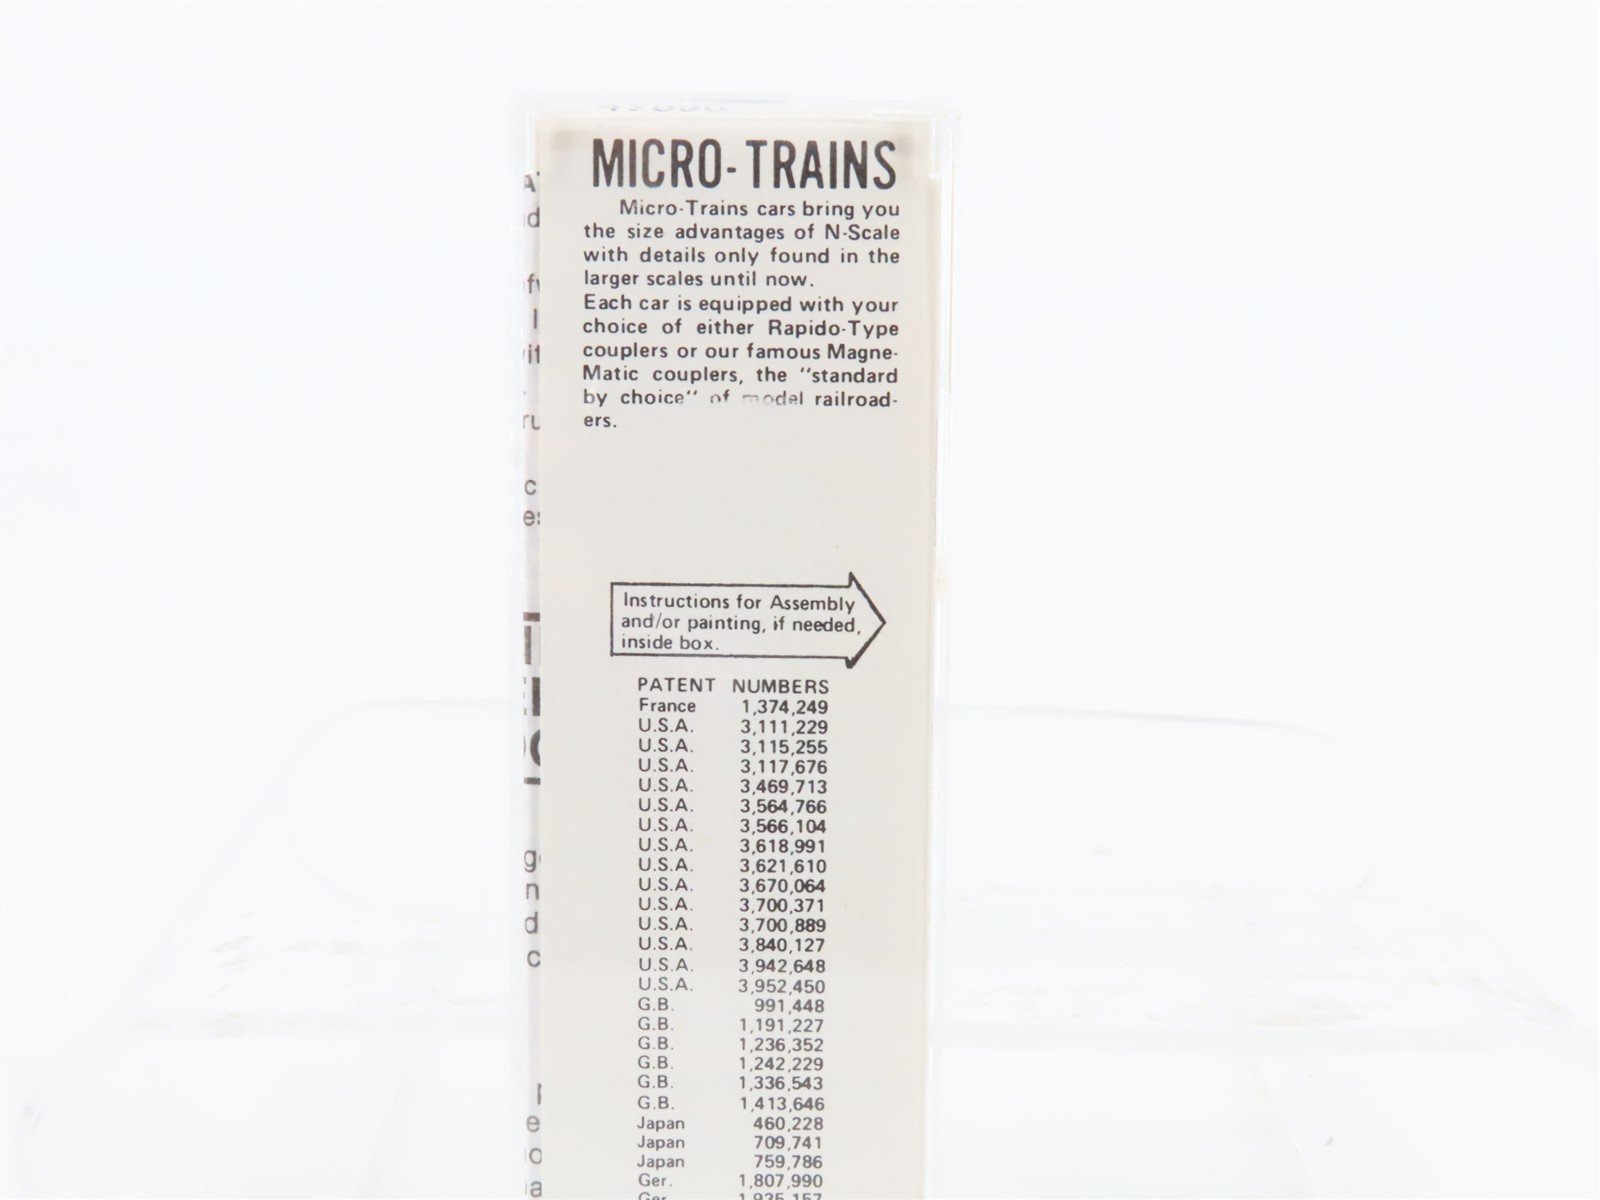 MICRO-TRAINS
Micro-Trains cars bring you
the size advantages of N-Scale
with details only found in the
larger scales until now.
Each car is equipped with your
choice of either Rapido-Type
couplers or our famous Magne-
Matic couplers, the "standard
by choice" of model railroad-
ers.
Instructions for Assembly
and/or painting, if needed,
inside box.
PATENT NUMBERS
France 1,374,249
U.S.A. 3,111,229
U.S.A. 3,115,255
U.S.A. 3,117,676
U.S.A. 3,469,713
U.S.A. 3,564,766
U.S.A. 3,566,104
U.S.A. 3,618,991
U.S.A. 3,621,610
U.S.A. 3,670,064
U.S.A. 3,700,371
U.S.A. 3,700,889
U.S.A. 3,840,127
U.S.A. 3,942,648
U.S.A. 3,952,450
G.B. 991,448
G.B. 1,191,227
G.B. 1,236,352
G.B. 1,242,229
G.B. 1,336,543
G.B. 1,413,646
Japan 460,228
Japan 709,741
Japan 759,786
Ger. 1,807,990
Ger. 1,935,157